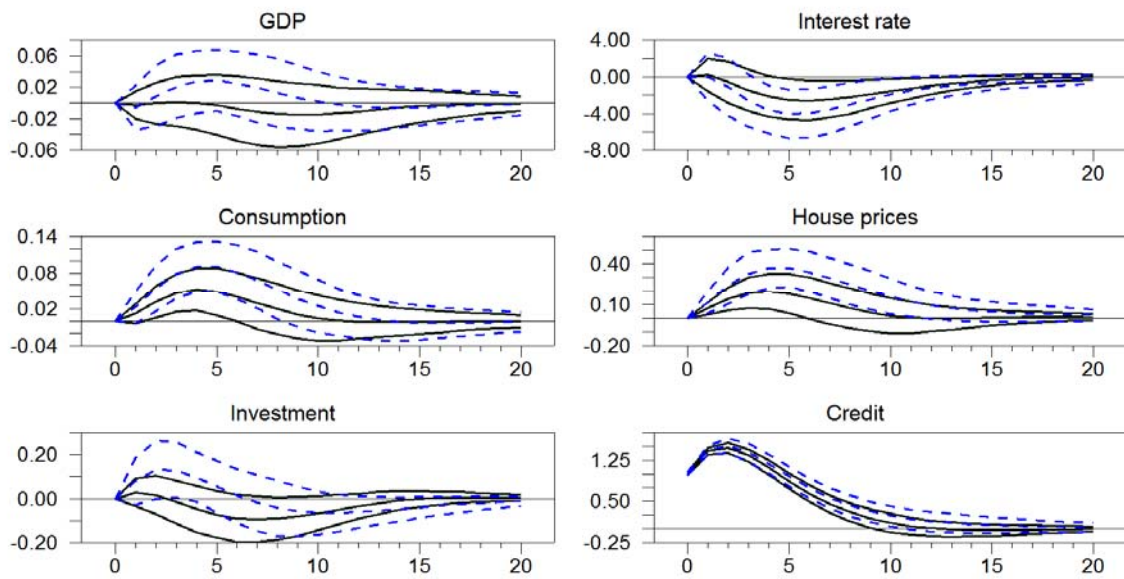 GDP
0.06
0.02
-0.02
-0.06
0 5 10 15 20
Interest rate
4.00
0.00
-4.00
-8.00
0 5 10 15 20
Consumption
0.14
0.08
0.02
-0.04
0 5 10 15 20
House prices
0.40
0.10
-0.20
0 5 10 15 20
Investment
0.20
0.00
-0.20
0 5 10 15 20
Credit
1.25
0.50
-0.25
0 5 10 15 20